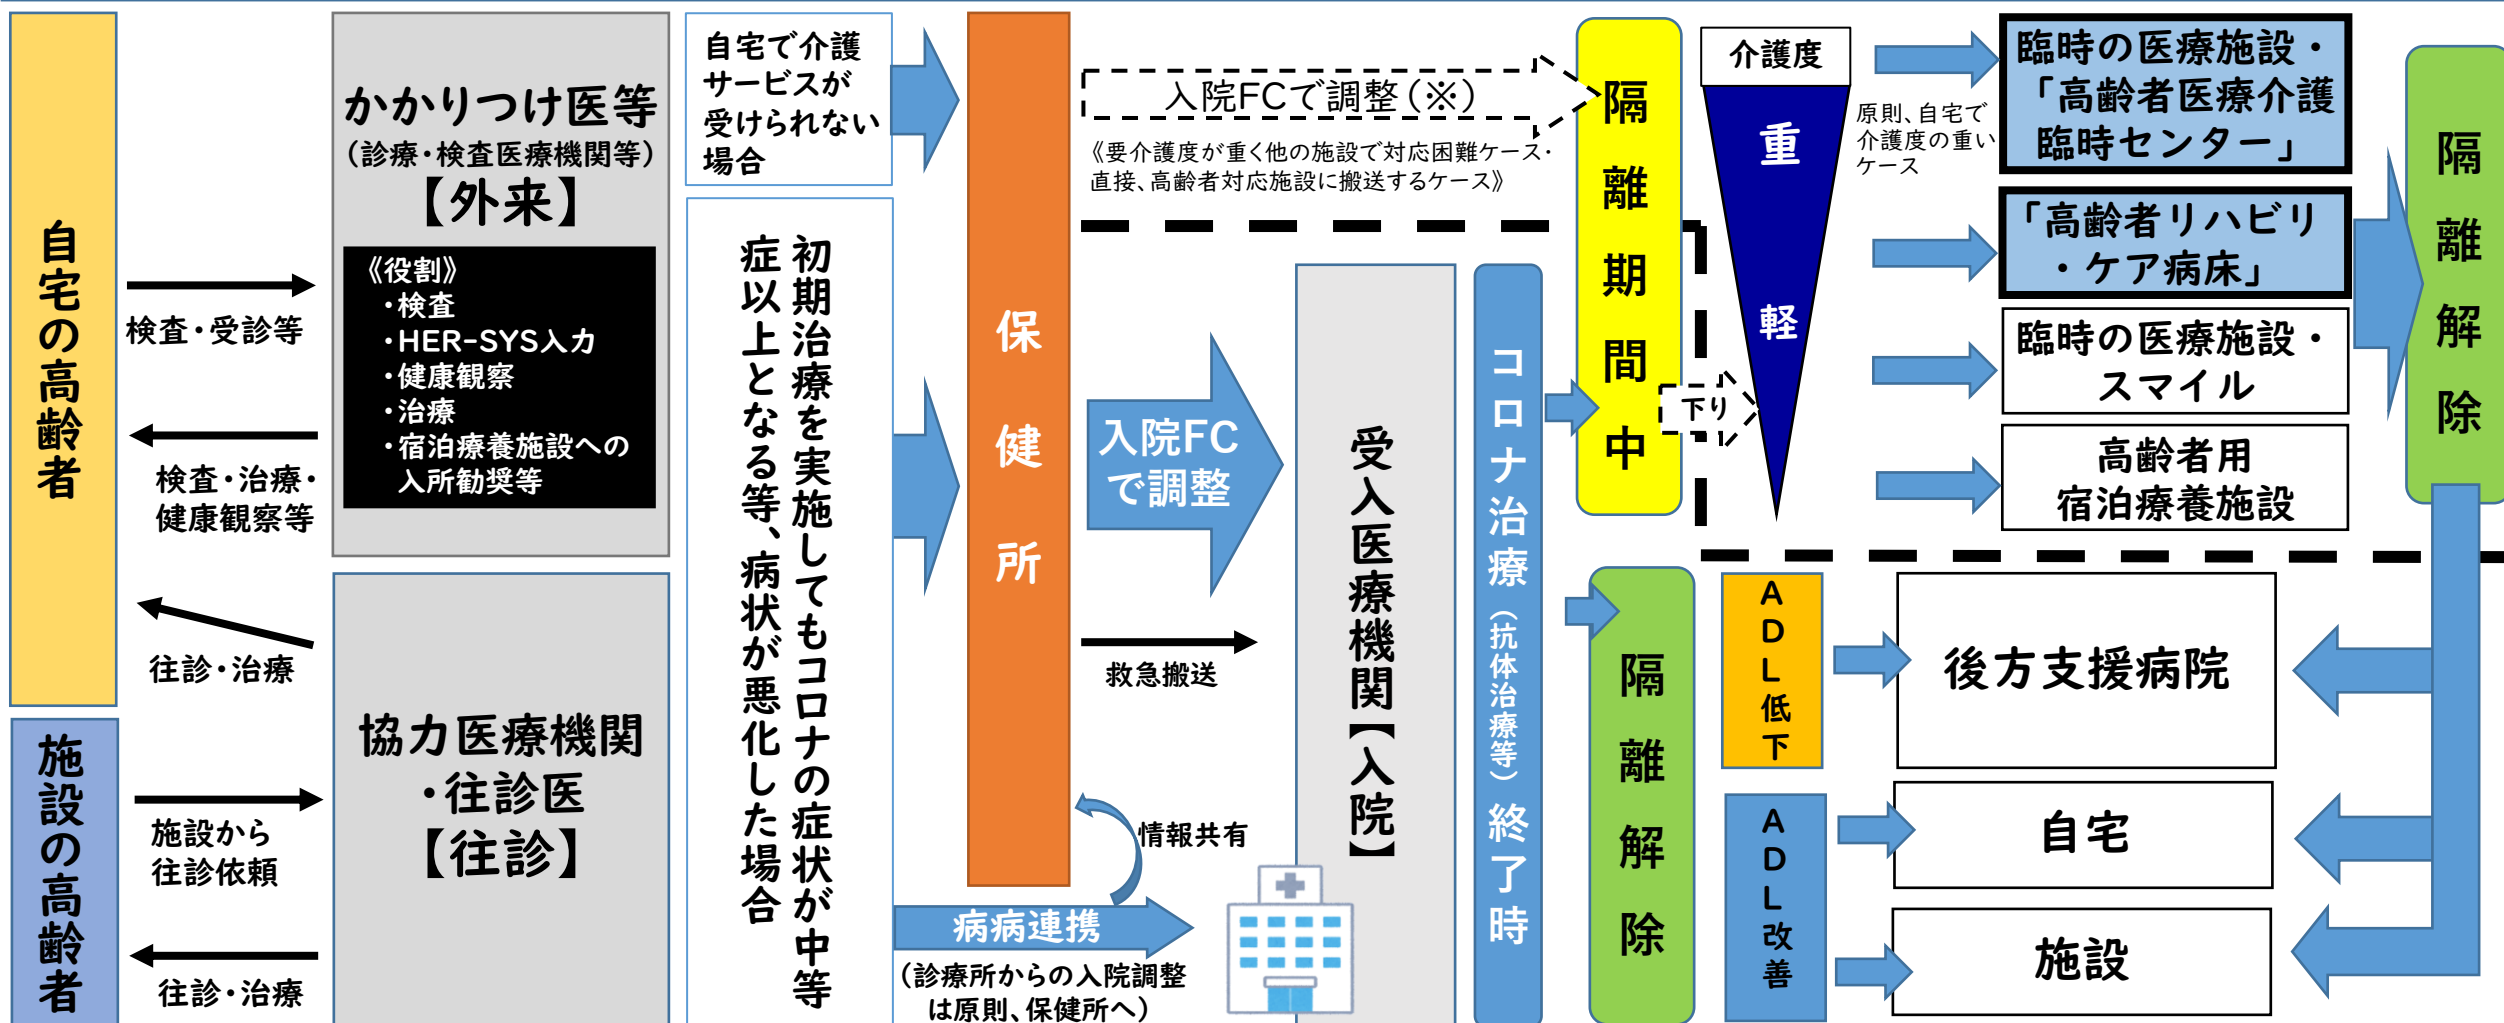 自宅の高齢者
施設の高齢者
検査・受診等
検査・治療・
健康観察等
往診・治療
施設から
往診依頼
往診・治療
かかりつけ医等
（診療・検査医療機関等）
【外来】
《役割》
・検査
・HER-SYS入力
・健康観察
・治療
・宿泊療養施設への
入所勧奨等
協力医療機関
・往診医
【往診】
自宅で介護
サービスが
受けられない
場合
初期治療を実施してもコロナの症状が中等
症以上となる等、病状が悪化した場合
保健所
入院FCで調整（※）
《要介護度が重く他の施設で対応困難ケース・
直接、高齢者対応施設に搬送するケース》
入院FC
で調整
救急搬送
情報共有
病病連携
（診療所からの入院調整
は原則、保健所へ）
受入医療機関【入院】
コロナ治療（抗体治療等）終了時
隔離期間中
下り
介護度
重
軽
原則、自宅で
介護度の重い
ケース
臨時の医療施設・
「高齢者医療介護
臨時センター」
「高齢者リハビリ
・ケア病床」
臨時の医療施設・
スマイル
高齢者用
宿泊療養施設
隔離解除
隔離解除
ADL低下
ADL改善
後方支援病院
自宅
施設